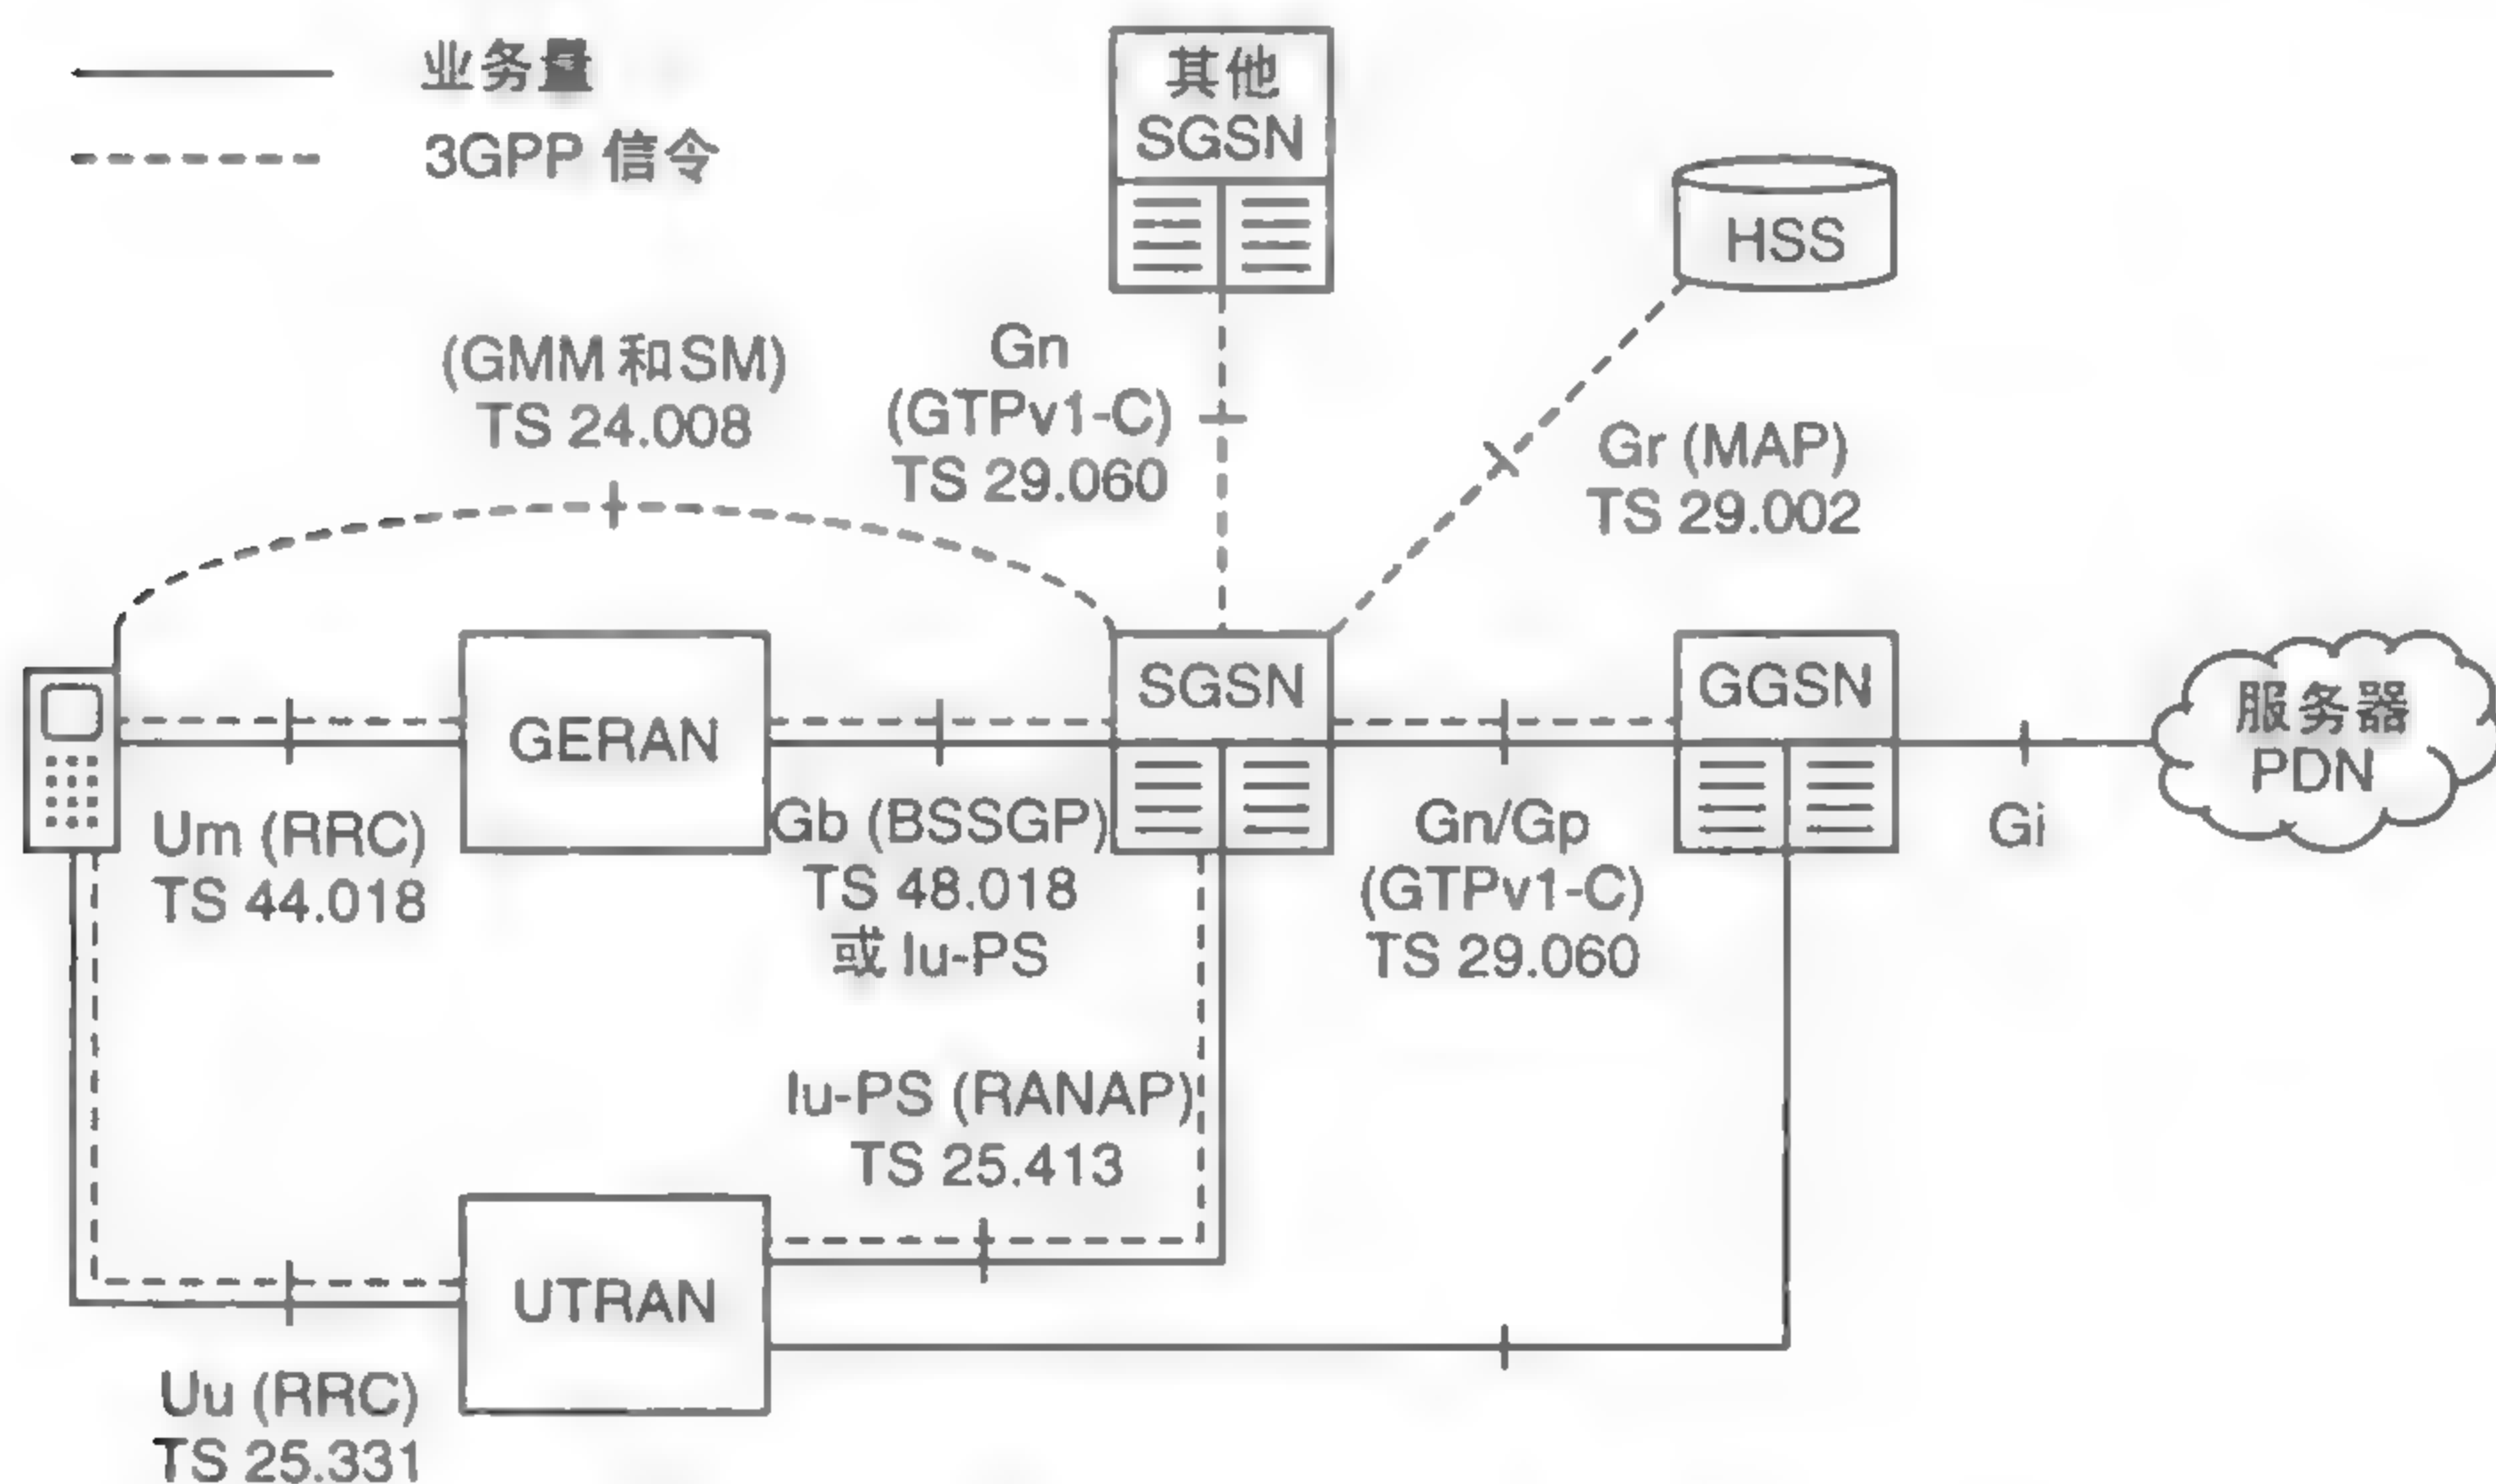 业务量
3GPP 信令
其他
SGSN
HSS
(GMM 和 SM)
TS 24.008
Gn
(GTPv1-C)
TS 29.060
Gr (MAP)
TS 29.002
GERAN
SGSN
GGSN
服务器
PDN
Um (RRC)
TS 44.018
Gb (BSSGP)
TS 48.018
或 Iu-PS
Gn/Gp
(GTPv1-C)
TS 29.060
Gi
Iu-PS (RANAP)
TS 25.413
UTRAN
Uu (RRC)
TS 25.331